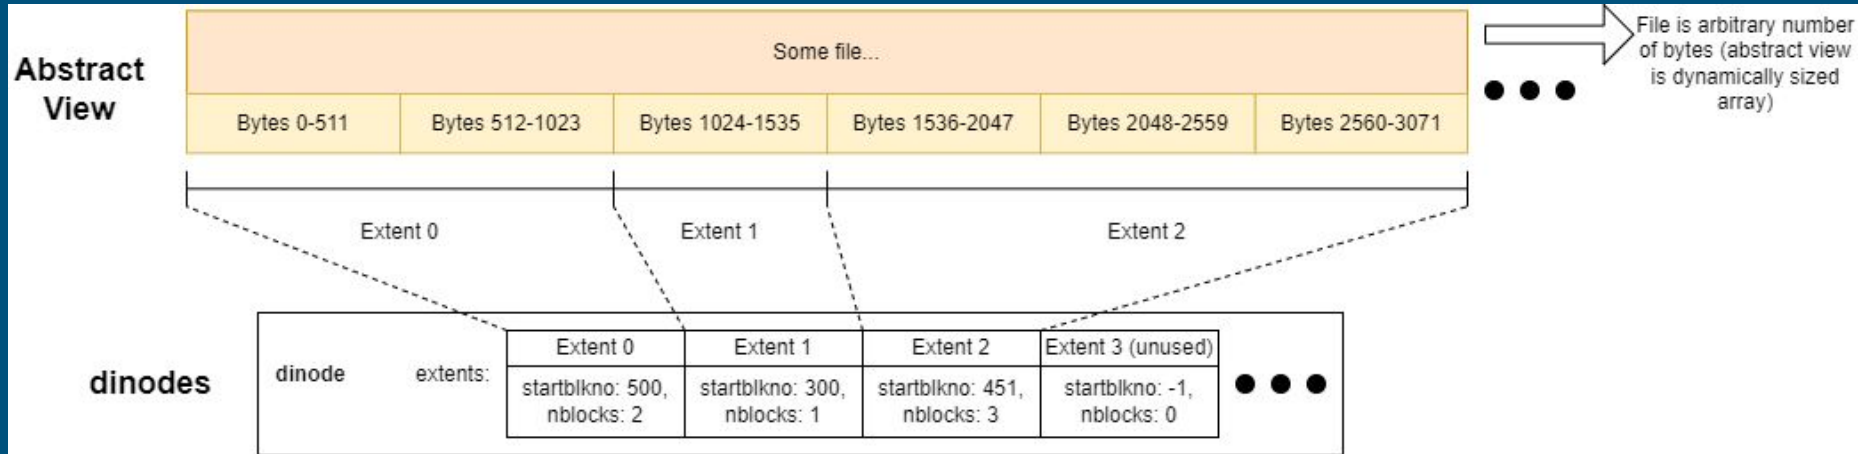 Abstract
View
Some file...
Bytes 0-511
Bytes 512-1023
Bytes 1024-1535
Bytes 1536-2047
Bytes 2048-2559
Bytes 2560-3071
File is arbitrary number
of bytes (abstract view
is dynamically sized
array)
Extent 0
Extent 1
Extent 2
dinodes
dinode
extents:
Extent 0
startblkno: 500,
nblocks: 2
Extent 1
startblkno: 300,
nblocks: 1
Extent 2
startblkno: 451,
nblocks: 3
Extent 3 (unused)
startblkno: -1,
nblocks: 0